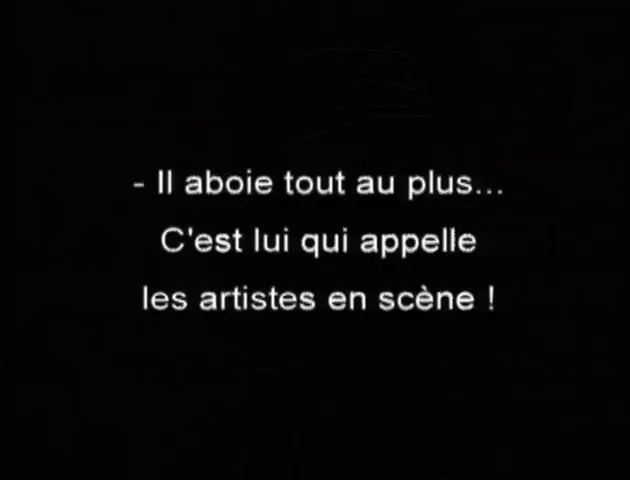 - Il aboie tout au plus...
C'est lui qui appelle
les artistes en scène !